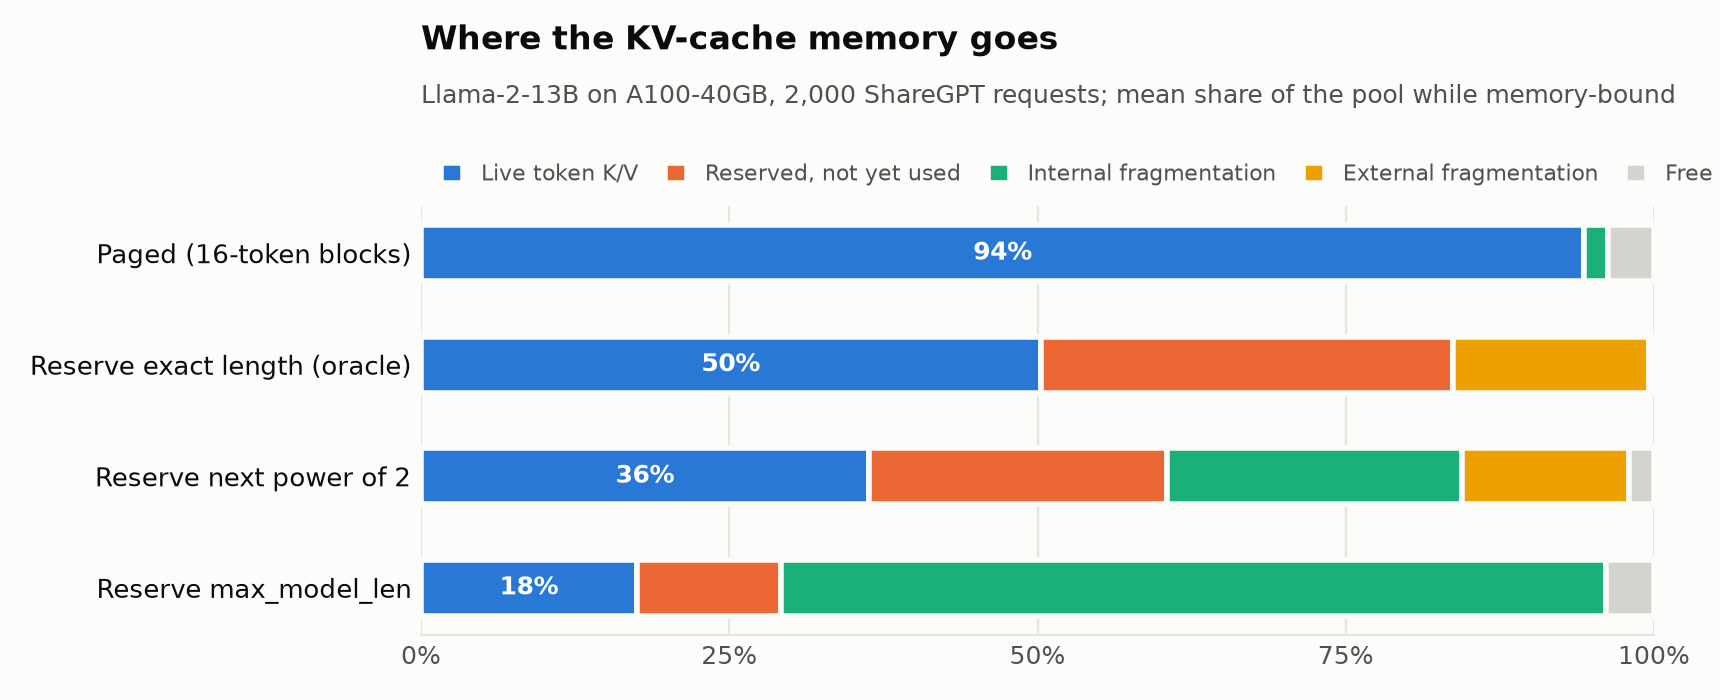 Where the KV-cache memory goes
Llama-2-13B on A100-40GB, 2,000 ShareGPT requests; mean share of the pool while memory-bound
Live token K/V Reserved, not yet used Internal fragmentation External fragmentation Free
Paged (16-token blocks) 94%
Reserve exact length (oracle) 50%
Reserve next power of 2 36%
Reserve max_model_len 18%
0% 25% 50% 75% 100%